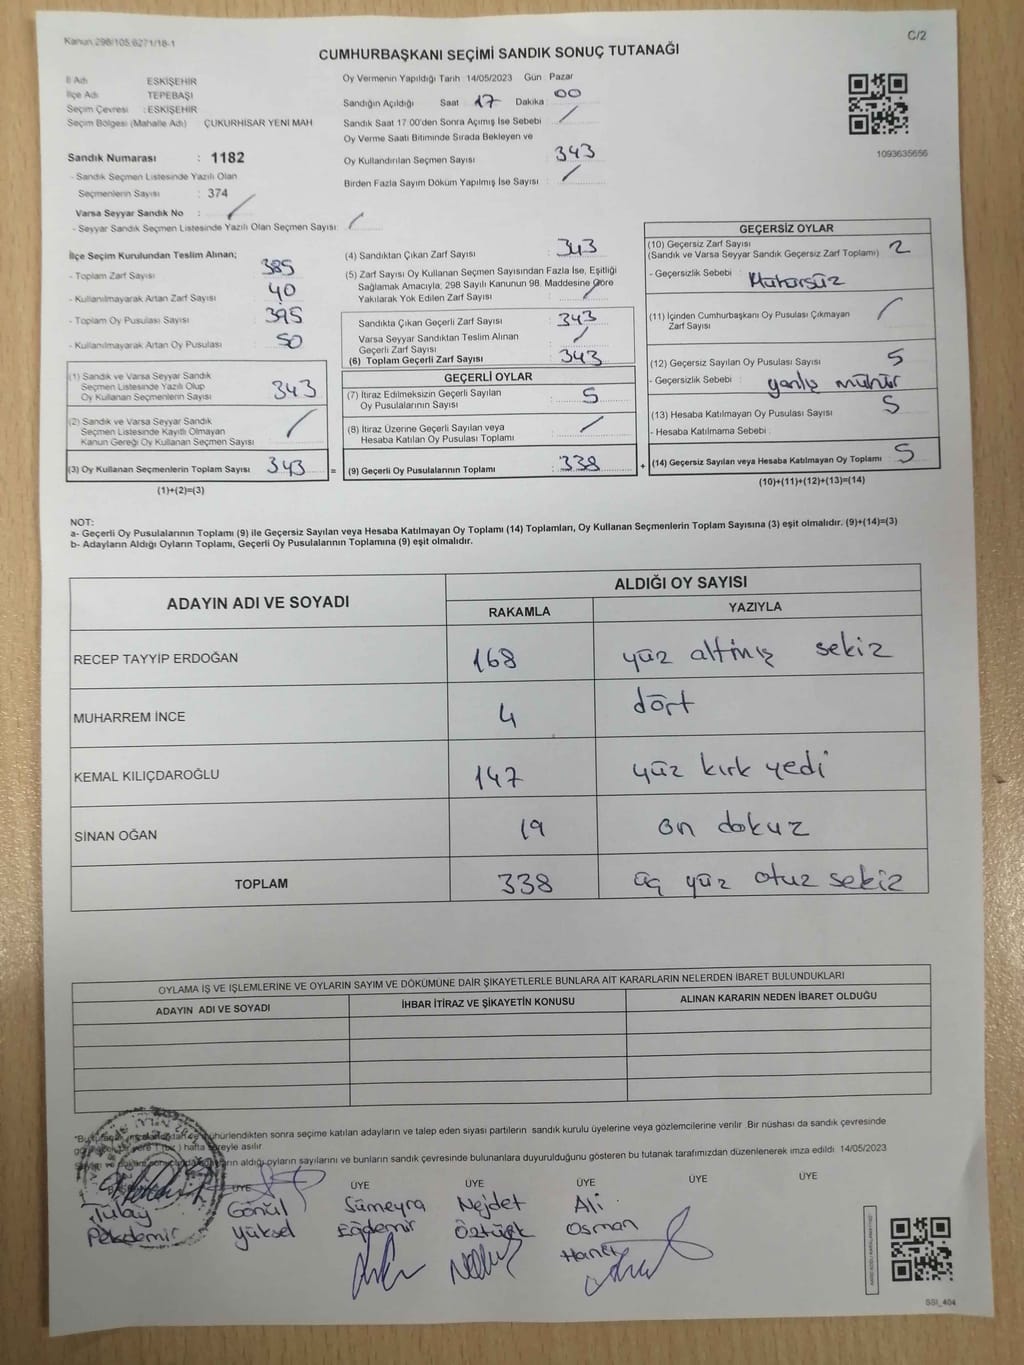 Kanun 298/105,6271/18-1
C/2
CUMHURBAŞKANI SEÇİMİ SANDIK SONUÇ TUTANAĞI
İl Adı : ESKİŞEHİR
İlçe Adı : TEPEBAŞI
Seçim Çevresi : ESKİŞEHİR
Seçim Bölgesi (Mahalle Adı) ÇUKURHİSAR YENİ MAH
Sandık Numarası : 1182
- Sandık Seçmen Listesinde Yazılı Olan
Seçmenlerin Sayısı : 374
Varsa Seyyar Sandık No : /
- Seyyar Sandık Seçmen Listesinde Yazılı Olan Seçmen Sayısı: /
Oy Vermenin Yapıldığı Tarih 14/05/2023 Gün Pazar
Sandığın Açıldığı Saat 17 Dakika 00
Sandık Saat 17.00'den Sonra Açımış İse Sebebi : /
Oy Verme Saati Bitiminde Sırada Bekleyen ve
Oy Kullandırılan Seçmen Sayısı : 343
Birden Fazla Sayım Döküm Yapılmış İse Sayısı : /
1093635656
İlçe Seçim Kurulundan Teslim Alınan;
- Toplam Zarf Sayısı : 385
- Kullanılmayarak Artan Zarf Sayısı : 40
- Toplam Oy Pusulası Sayısı : 395
- Kullanılmayarak Artan Oy Pusulası : 50
(1) Sandık ve Varsa Seyyar Sandık
Seçmen Listesinde Yazılı Olup
Oy Kullanan Seçmenlerin Sayısı 343
(2) Sandık ve Varsa Seyyar Sandık
Seçmen Listesinde Kayıtlı Olmayan
Kanun Gereği Oy Kullanan Seçmen Sayısı /
(3) Oy Kullanan Seçmenlerin Toplam Sayısı 343 =
(1)+(2)=(3)
(4) Sandıktan Çıkan Zarf Sayısı : 343
(5) Zarf Sayısı Oy Kullanan Seçmen Sayısından Fazla İse, Eşitliği
Sağlamak Amacıyla; 298 Sayılı Kanunun 98. Maddesine Göre
Yakılarak Yok Edilen Zarf Sayısı : /
Sandıkta Çıkan Geçerli Zarf Sayısı : 343
Varsa Seyyar Sandıktan Teslim Alınan
Geçerli Zarf Sayısı : /
(6) Toplam Geçerli Zarf Sayısı 343
GEÇERLİ OYLAR
(7) İtiraz Edilmeksizin Geçerli Sayılan
Oy Pusulalarının Sayısı : 5
(8) İtiraz Üzerine Geçerli Sayılan veya
Hesaba Katılan Oy Pusulası Toplamı : /
(9) Geçerli Oy Pusulalarının Toplamı : 338 +
GEÇERSİZ OYLAR
(10) Geçersiz Zarf Sayısı
(Sandık ve Varsa Seyyar Sandık Geçersiz Zarf Toplamı) : 2
- Geçersizlik Sebebi : Mühürsüz
(11) İçinden Cumhurbaşkanı Oy Pusulası Çıkmayan
Zarf Sayısı /
(12) Geçersiz Sayılan Oy Pusulası Sayısı : 5
- Geçersizlik Sebebi : yanlış mühür
(13) Hesaba Katılmayan Oy Pusulası Sayısı : 5
- Hesaba Katılmama Sebebi :
(14) Geçersiz Sayılan veya Hesaba Katılmayan Oy Toplamı : 5
(10)+(11)+(12)+(13)=(14)
NOT:
a- Geçerli Oy Pusulalarının Toplamı (9) ile Geçersiz Sayılan veya Hesaba Katılmayan Oy Toplamı (14) Toplamları, Oy Kullanan Seçmenlerin Toplam Sayısına (3) eşit olmalıdır. (9)+(14)=(3)
b- Adayların Aldığı Oyların Toplamı, Geçerli Oy Pusulalarının Toplamına (9) eşit olmalıdır.
ADAYIN ADI VE SOYADI
ALDIĞI OY SAYISI
RAKAMLA YAZIYLA
RECEP TAYYİP ERDOĞAN 168 yüz altmış sekiz
MUHARREM İNCE 4 dört
KEMAL KILIÇDAROĞLU 147 yüz kırk yedi
SİNAN OĞAN 19 on dokuz
TOPLAM 338 üç yüz otuz sekiz
OYLAMA İŞ VE İŞLEMLERİNE VE OYLARIN SAYIM VE DÖKÜMÜNE DAİR ŞİKAYETLERLE BUNLARA AİT KARARLARIN NELERDEN İBARET BULUNDUKLARI
ADAYIN ADI VE SOYADI İHBAR İTİRAZ VE ŞİKAYETİN KONUSU ALINAN KARARIN NEDEN İBARET OLDUĞU
mühürlendikten sonra seçime katılan adayların ve talep eden siyasi partilerin sandık kurulu üyelerine veya gözlemcilerine verilir. Bir nüshası da sandık çevresinde
hafta süreyle asılır.
aldığı oyların sayılarını ve bunların sandık çevresinde bulunanlara duyurulduğunu gösteren bu tutanak tarafımızdan düzenlenerek imza edildi. 14/05/2023
ÜYE ÜYE ÜYE ÜYE ÜYE ÜYE
Tülay Gönül Sümeyra Nejdet Ali
Pekdemir Yüksel Eğdemir Öztürk Osman
SSI_404